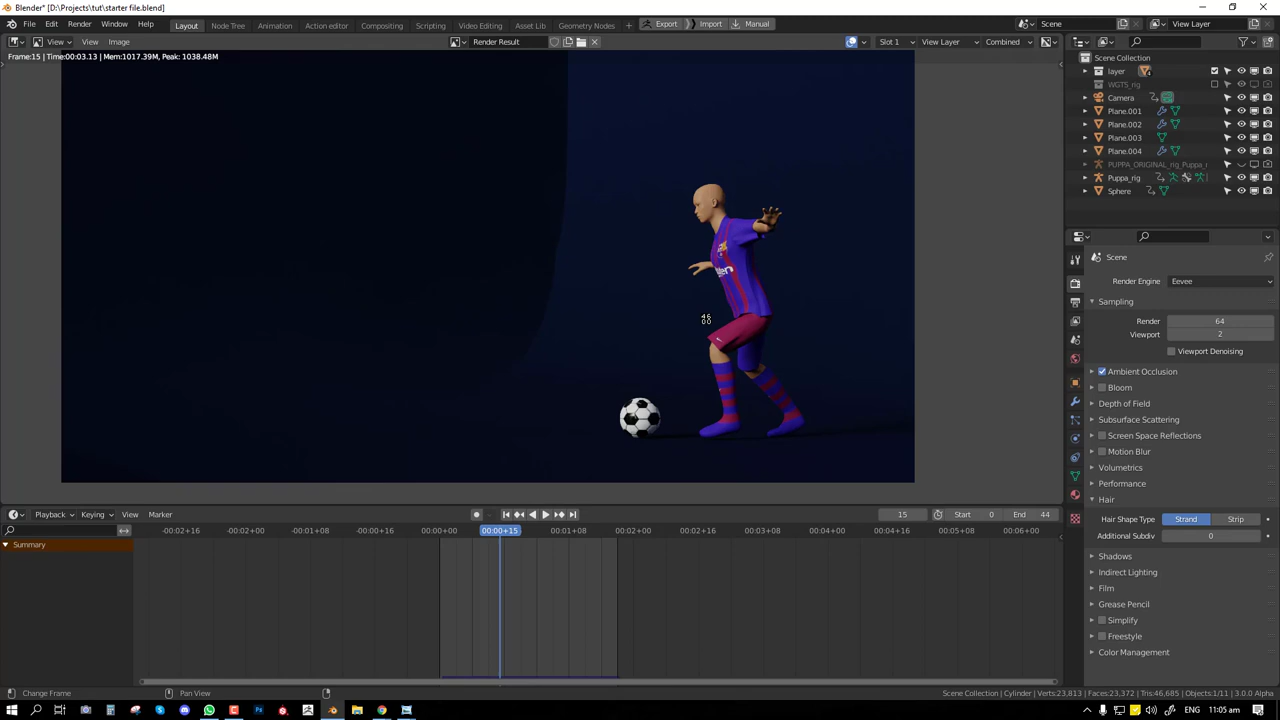 Blender* [D:\Projects\tut\starter file.blend]
File Edit Render Window Help Layout Node Tree Animation Action editor Compositing Scripting Video Editing Asset Lib Geometry Nodes + Export Import Manual Scene View Layer
View View Image Render Result Slot 1 View Layer Combined
Frame:15 | Time:00:03.13 | Mem:1017.39M, Peak: 1038.48M
Scene Collection
layer 4
WGTS_rig
Camera
Plane.001
Plane.002
Plane.003
Plane.004
PUPPA_ORIGINAL_rig_Puppa_r
Puppa_rig
Sphere
Scene
Render Engine Eevee
Sampling
Render 64
Viewport 2
Viewport Denoising
Ambient Occlusion
Bloom
Depth of Field
Subsurface Scattering
Screen Space Reflections
Motion Blur
Volumetrics
Performance
Hair
Hair Shape Type Strand Strip
Additional Subdiv 0
Shadows
Indirect Lighting
Film
Grease Pencil
Simplify
Freestyle
Color Management
46
00
Playback Keying View Marker 15 Start 0 End 44
-00:02+16 -00:02+00 -00:01+08 -00:00+16 00:00+00 00:00+15 00:01+08 00:02+00 00:02+16 00:03+08 00:04+00 00:04+16 00:05+08 00:06+00
Summary
Change Frame Pan View Scene Collection | Cylinder | Verts:23,813 | Faces:23,372 | Tris:46,685 | Objects:1/11 | 3.0.0 Alpha
ENG 11:05 am